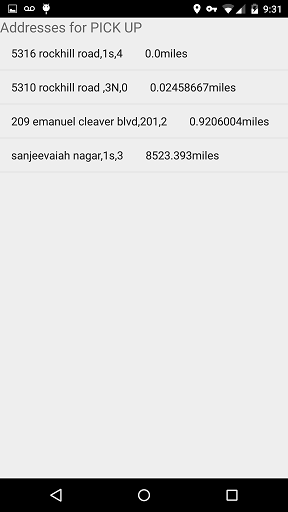 9:31
Addresses for PICK UP
5316 rockhill road,1s,4 0.0miles
5310 rockhill road ,3N,0 0.02458667miles
209 emanuel cleaver blvd,201,2 0.9206004miles
sanjeevaiah nagar,1s,3 8523.393miles